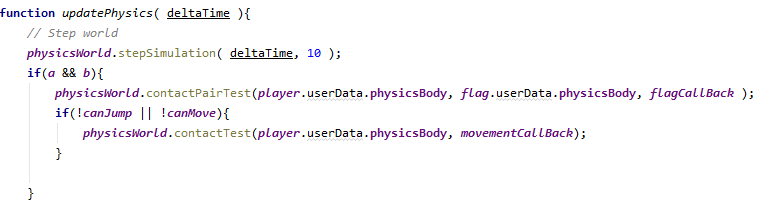 function updatePhysics( deltaTime ){
// Step world
physicsWorld.stepSimulation( deltaTime, 10 );
if(a && b){
physicsWorld.contactPairTest(player.userData.physicsBody, flag.userData.physicsBody, flagCallBack );
if(!canJump || !canMove){
physicsWorld.contactTest(player.userData.physicsBody, movementCallBack);
}
}